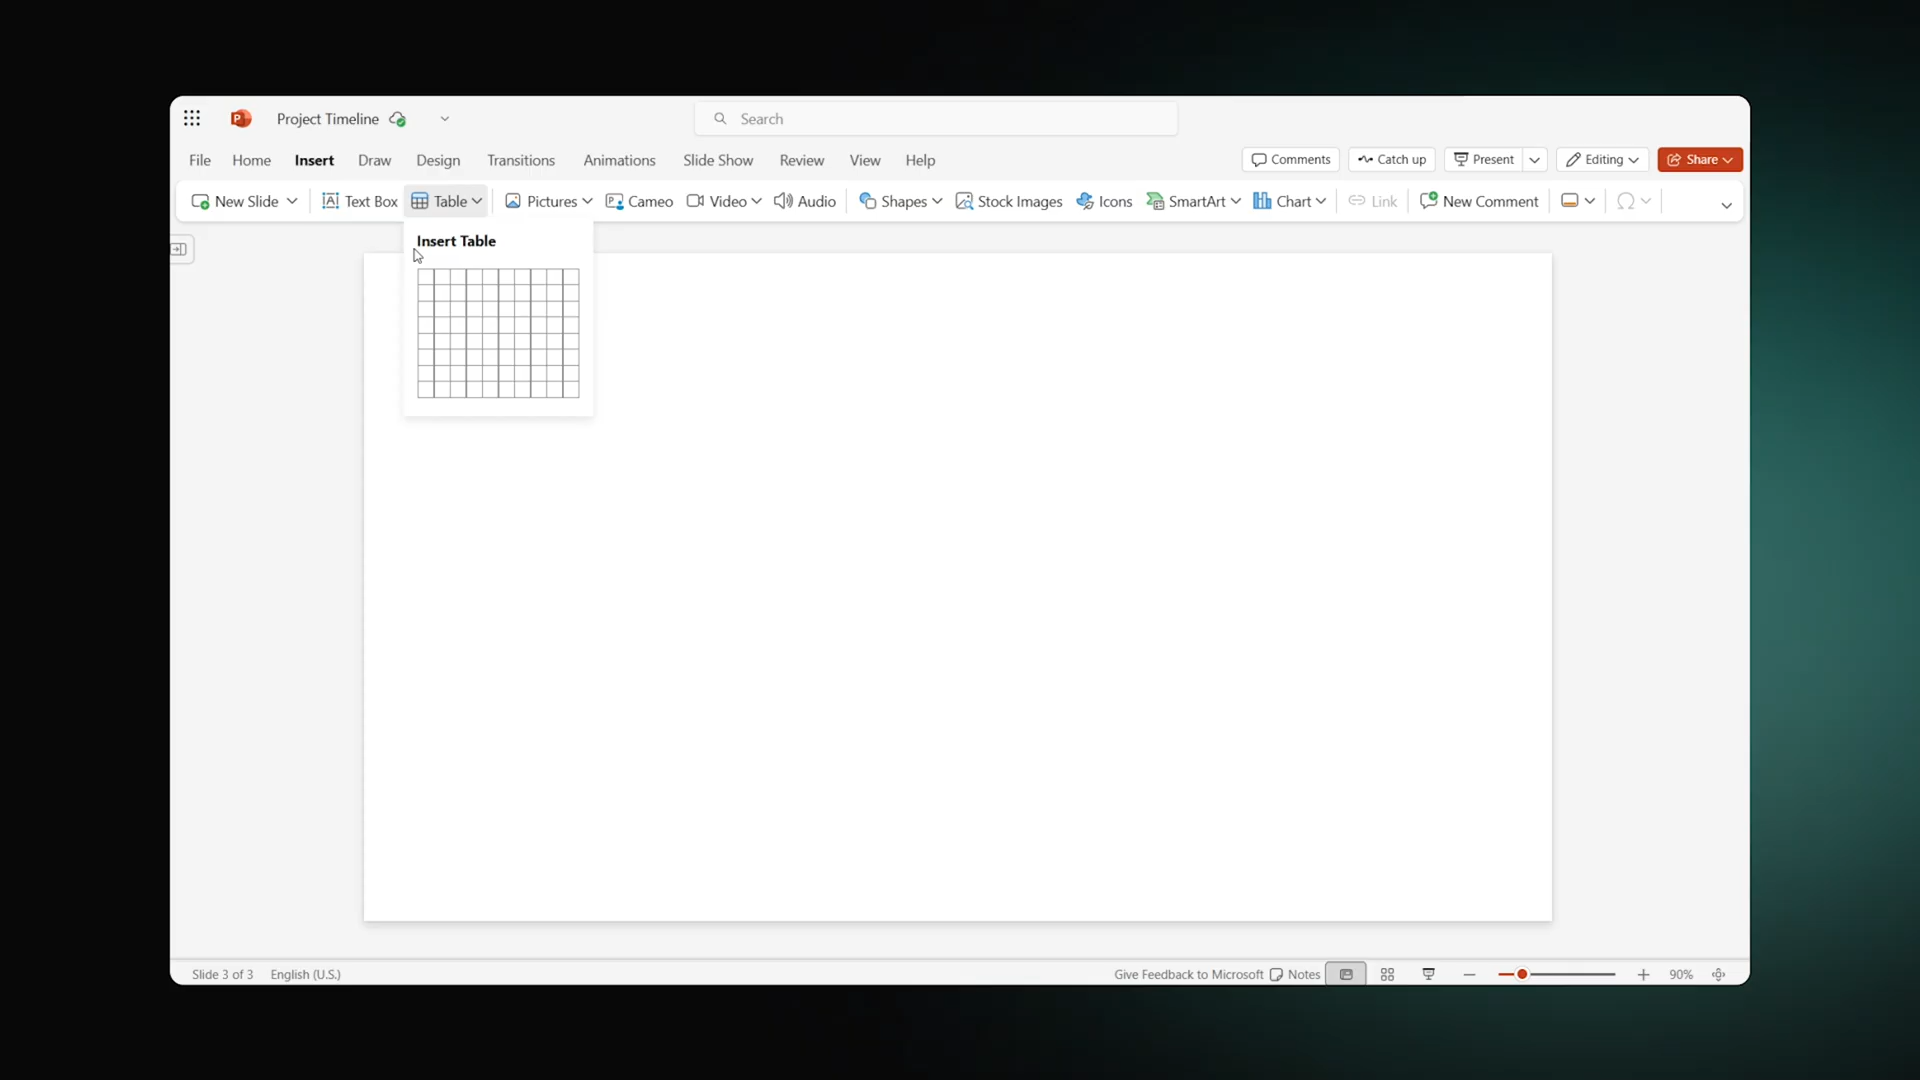 P Project Timeline
Search
File Home Insert Draw Design Transitions Animations Slide Show Review View Help
Comments Catch up Present Editing Share
New Slide Text Box Table Pictures Cameo Video Audio Shapes Stock Images Icons SmartArt Chart Link New Comment
Insert Table
Slide 3 of 3 English (U.S.) Give Feedback to Microsoft Notes 90%